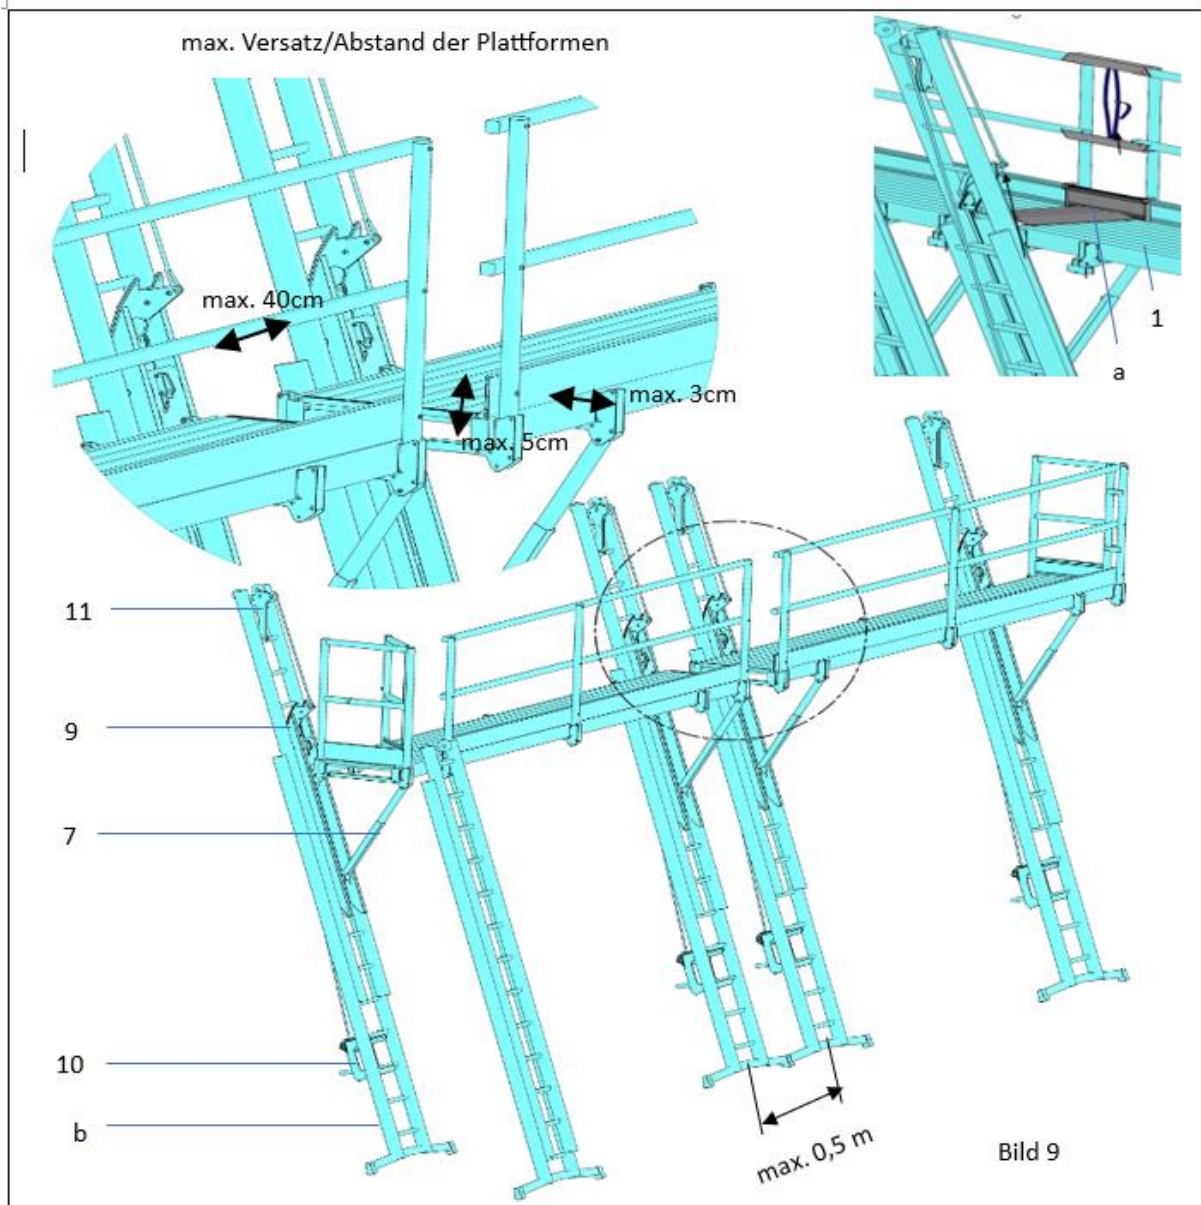 max. Versatz/Abstand der Plattformen
max. 40cm
max. 3cm
max. 5cm
1
a
11
9
7
10
b
max. 0,5 m
Bild 9